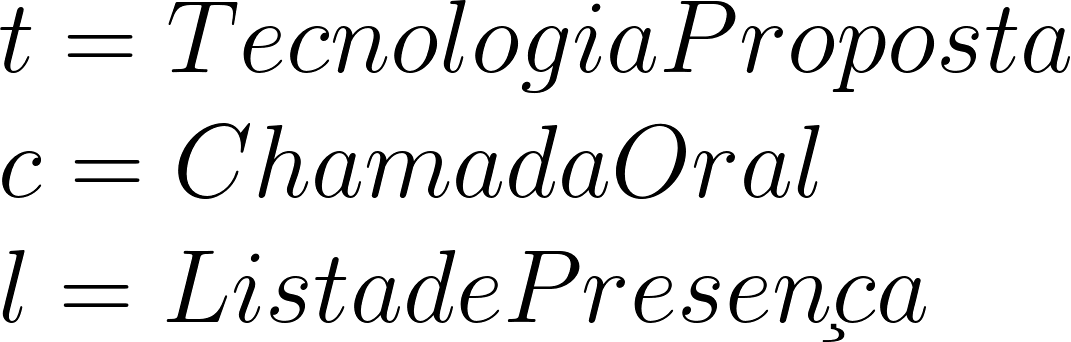 t = TecnologiaProposta
c = ChamadaOral
l = ListadePresença